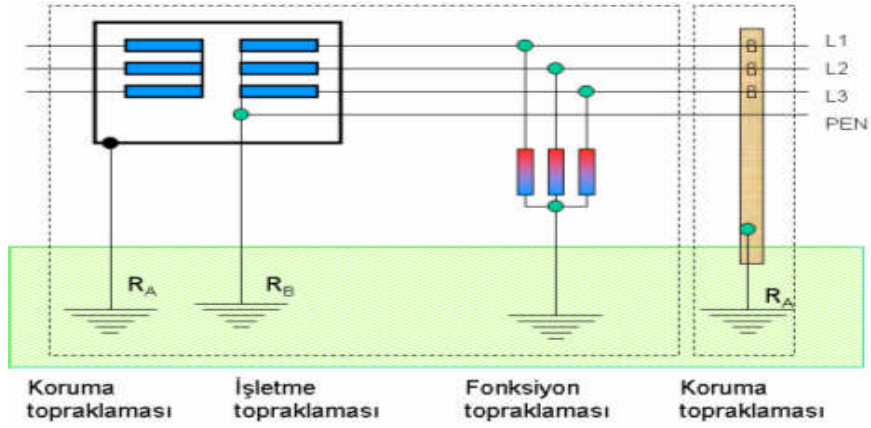 L1
L2
L3
PEN
RA
RB
RA
Koruma topraklaması
İşletme topraklaması
Fonksiyon topraklaması
Koruma topraklaması